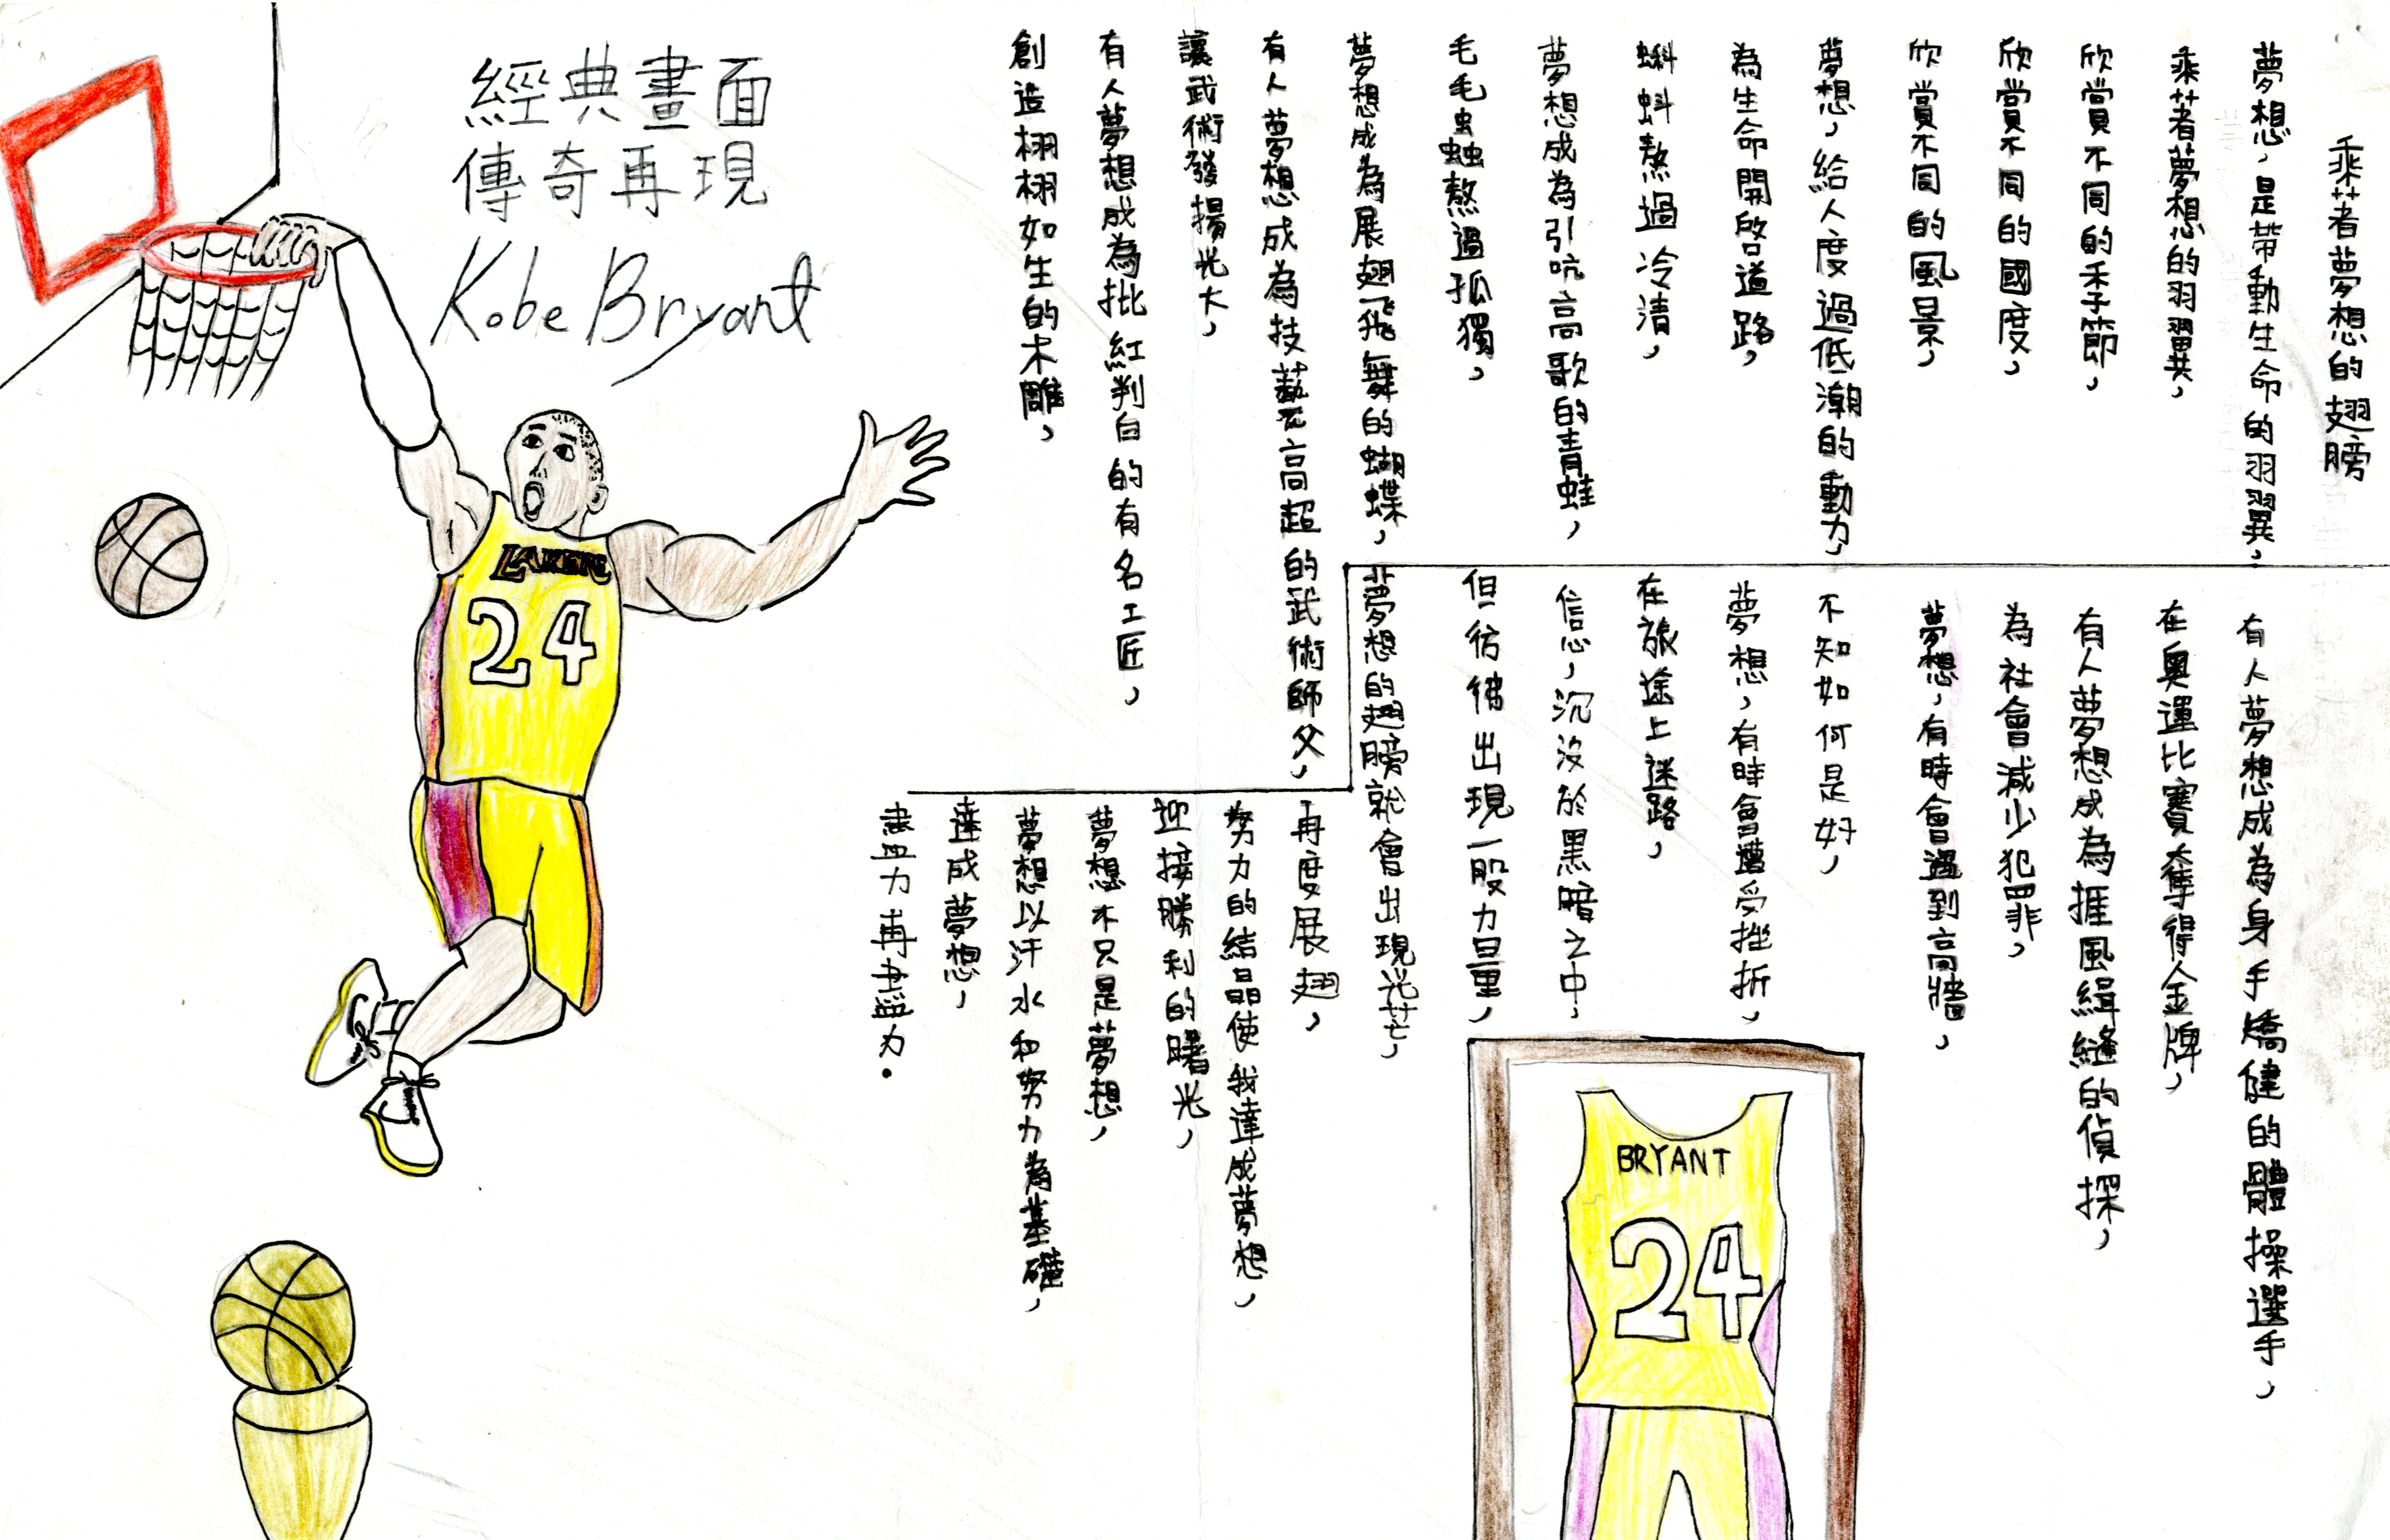 乘著夢想的翅膀
夢想，是帶動生命的羽翼，
乘著夢想的羽翼，
欣賞不同的季節，
欣賞不同的國度，
欣賞不同的風景，
夢想，給人度過低潮的動力，
為生命開啓道路，
蝌蚪熬過冷清，
夢想成為引吭高歌的青蛙，
毛毛虫蟲熬過孤獨，
夢想成為展翅飛舞的蝴蝶，
有人夢想成為技藝高超的武術師父，
讓武術發揚光大，
有人夢想成為批紅判白的有名工匠，
創造栩栩如生的木雕，
有人夢想成為身手矯健的體操選手，
在奧運比賽奪得金牌，
有人夢想成為捱風緝縫的偵探，
為社會減少犯罪，
夢想，有時會遇到高牆，
不知如何是好，
夢想，有時會遭受挫折，
在旅途上迷路，
信心，沉沒於黑暗之中，
但彷彿出現一股力量，
夢想的翅膀就會出現光芒，
再度展翅，
努力的結晶使我達成夢想，
迎接勝利的曙光，
夢想不只是夢想，
夢想以汗水和努力為基礎，
達成夢想，
盡力再盡力．
經典畫面
傳奇再現
Kobe Bryant
LAKERS
24
BRYANT
24